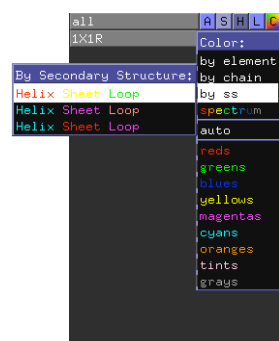 all A S H L C
1X1R
Color:
by element
by chain
by ss
spectrum
auto
reds
greens
blues
yellows
magentas
cyans
oranges
tints
grays
By Secondary Structure:
Helix Sheet Loop
Helix Sheet Loop
Helix Sheet Loop